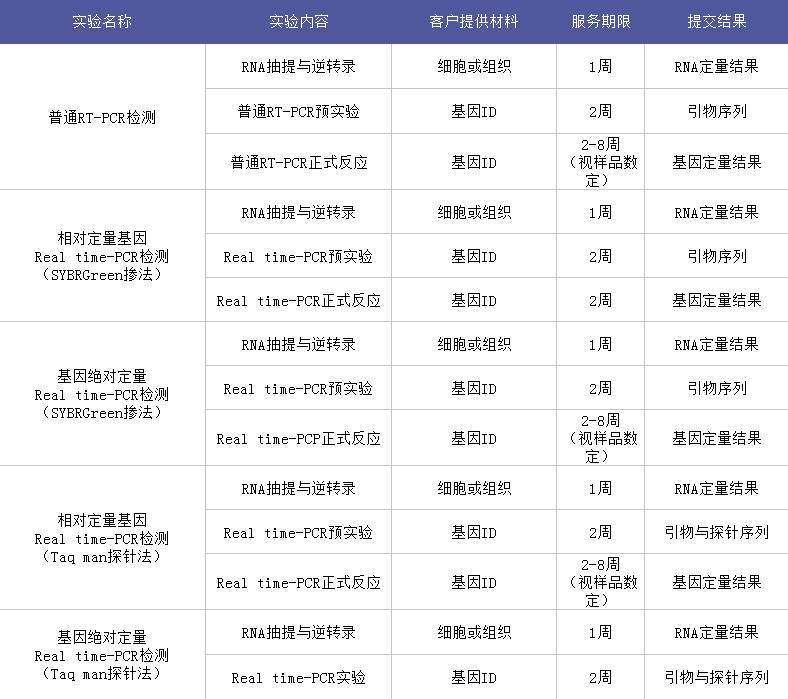 实验名称 实验内容 客户提供材料 服务期限 提交结果
普通RT-PCR检测
RNA抽提与逆转录 细胞或组织 1周 RNA定量结果
普通RT-PCR预实验 基因ID 2周 引物序列
普通RT-PCR正式反应 基因ID 2-8周
（视样品数
定） 基因定量结果
相对定量基因
Real time-PCR检测
（SYBRGreen掺法）
RNA抽提与逆转录 细胞或组织 1周 RNA定量结果
Real time-PCR预实验 基因ID 2周 引物序列
Real time-PCR正式反应 基因ID 2周 基因定量结果
基因绝对定量
Real time-PCR检测
（SYBRGreen掺法）
RNA抽提与逆转录 细胞或组织 1周 RNA定量结果
Real time-PCR预实验 基因ID 2周 引物序列
Real time-PCP正式反应 基因ID 2-8周
（视样品数
定） 基因定量结果
相对定量基因
Real time-PCR检测
（Taq man探针法）
RNA抽提与逆转录 细胞或组织 1周 RNA定量结果
Real time-PCR预实验 基因ID 2周 引物与探针序列
Real time-PCR正式反应 基因ID 2-8周
（视样品数
定） 基因定量结果
基因绝对定量
Real time-PCR检测
（Taq man探针法）
RNA抽提与逆转录 细胞或组织 1周 RNA定量结果
Real time-PCR实验 基因ID 2周 引物与探针序列